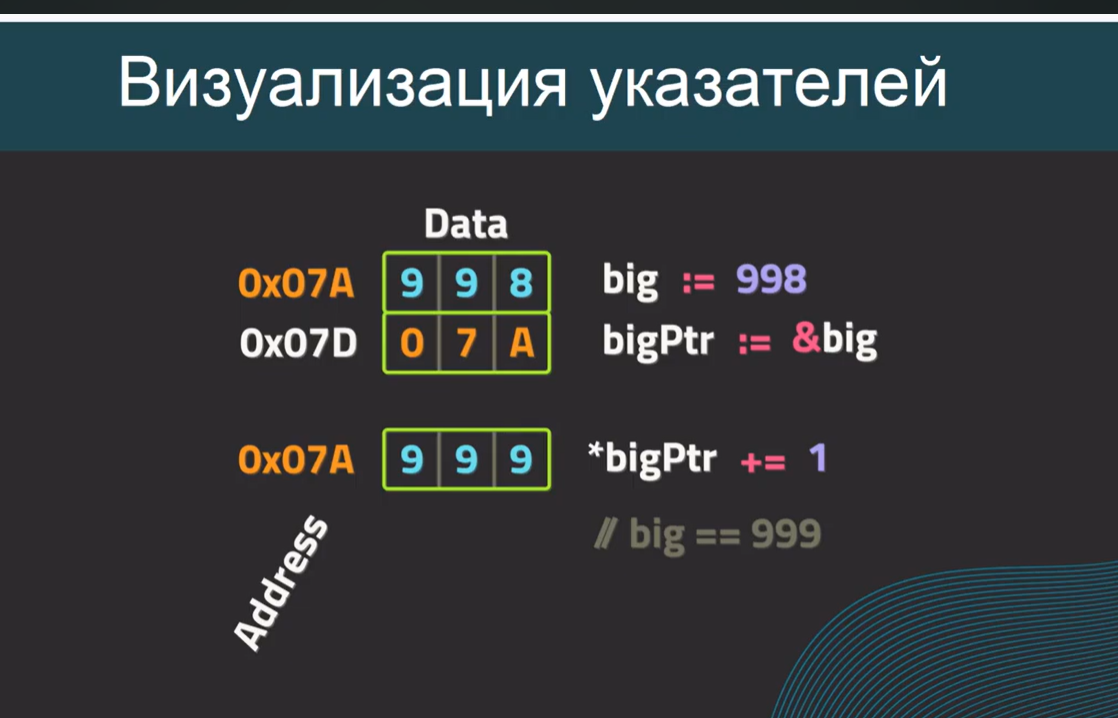 Визуализация указателей
Data
0x07A 9 9 8 big := 998
0x07D 0 7 A bigPtr := &big
0x07A 9 9 9 *bigPtr += 1
// big == 999
Address